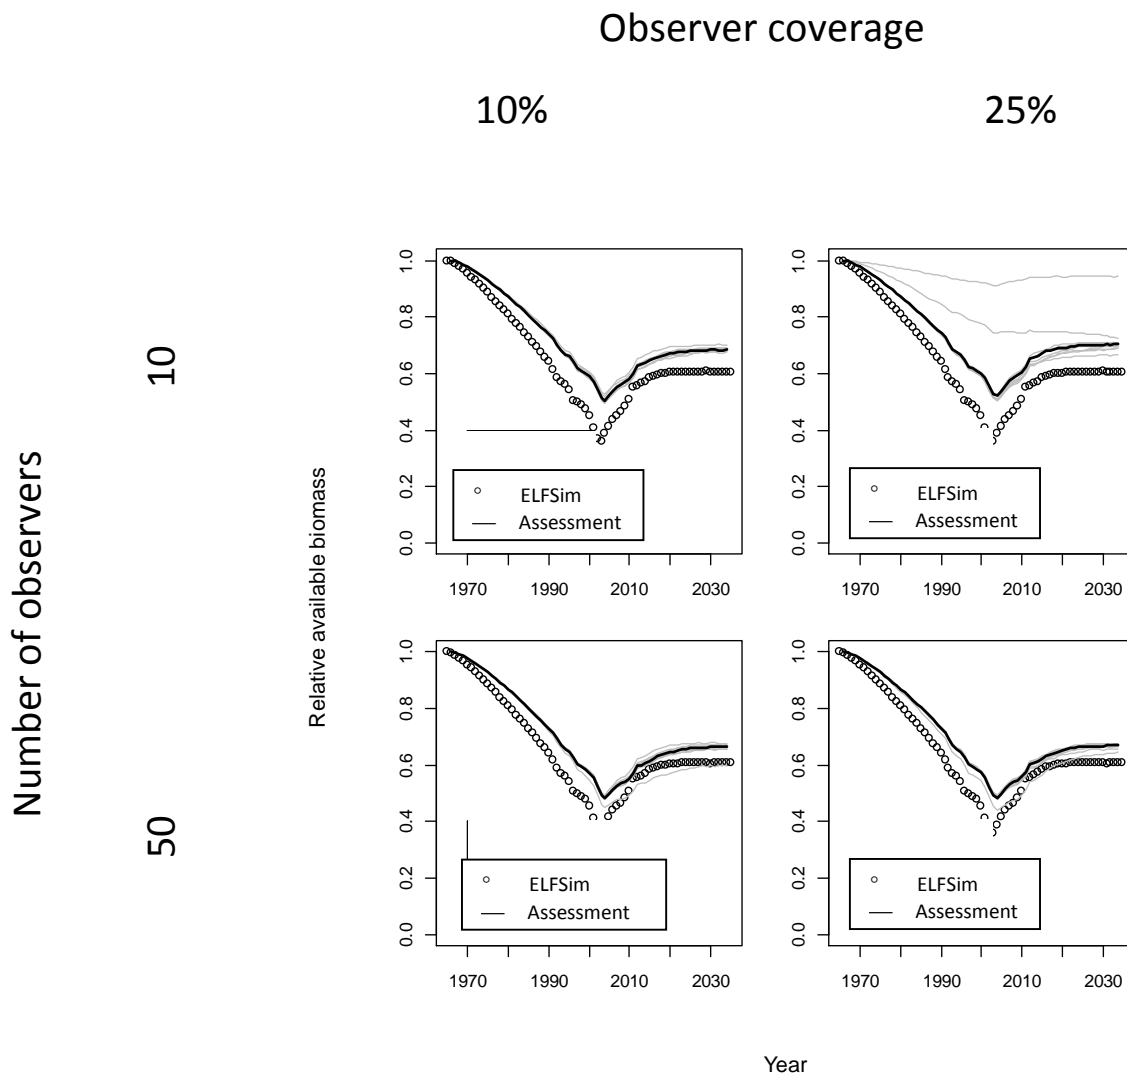 Observer coverage
10%
25%
Number of observers
10
50
Relative available biomass
1.0
0.8
0.6
0.4
0.2
0.0
ELFSim
Assessment
1970 1990 2010 2030
1.0
0.8
0.6
0.4
0.2
0.0
ELFSim
Assessment
1970 1990 2010 2030
1.0
0.8
0.6
0.4
0.2
0.0
ELFSim
Assessment
1970 1990 2010 2030
1.0
0.8
0.6
0.4
0.2
0.0
ELFSim
Assessment
1970 1990 2010 2030
Year